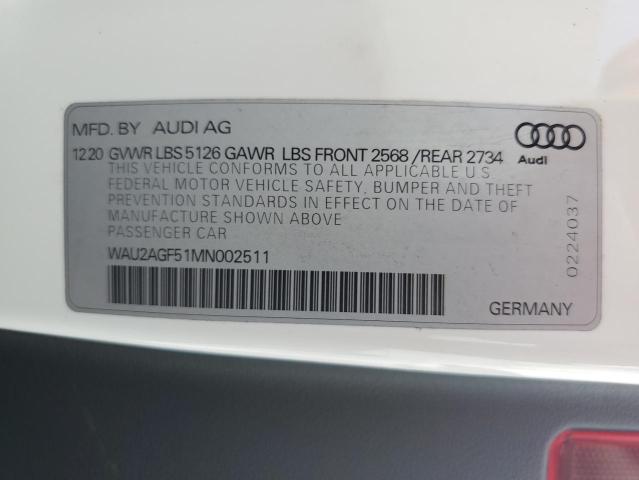 MFD. BY AUDI AG
12.20 GVWR LBS 5126 GAWR LBS FRONT 2568 / REAR 2734
THIS VEHICLE CONFORMS TO ALL APPLICABLE U S
FEDERAL MOTOR VEHICLE SAFETY, BUMPER AND THEFT
PREVENTION STANDARDS IN EFFECT ON THE DATE OF
MANUFACTURE SHOWN ABOVE
PASSENGER CAR
WAU2AGF51MN002511
Audi
0224037
GERMANY